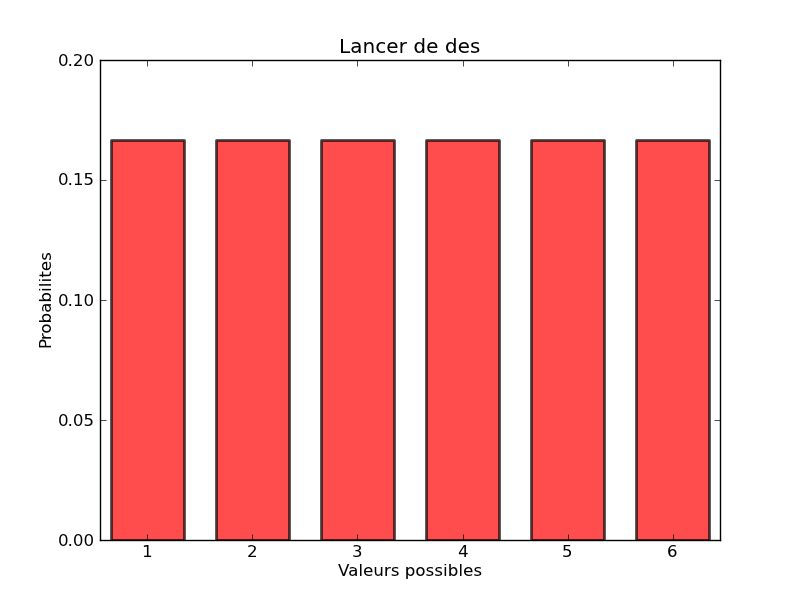 Lancer de des
0.20
0.15
0.10
0.05
0.00
Probabilites
1 2 3 4 5 6
Valeurs possibles